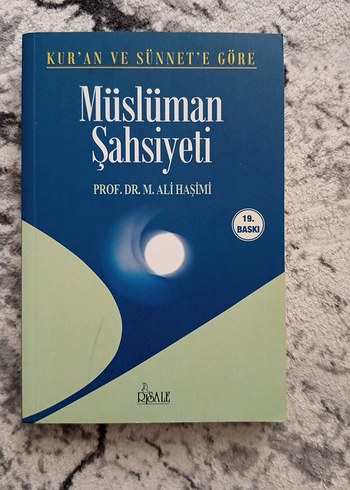 KUR'AN VE SÜNNET'E GÖRE
Müslüman
Şahsiyeti
PROF. DR. M. ALİ HAŞİMİ
19.
BASKI
RİSALE